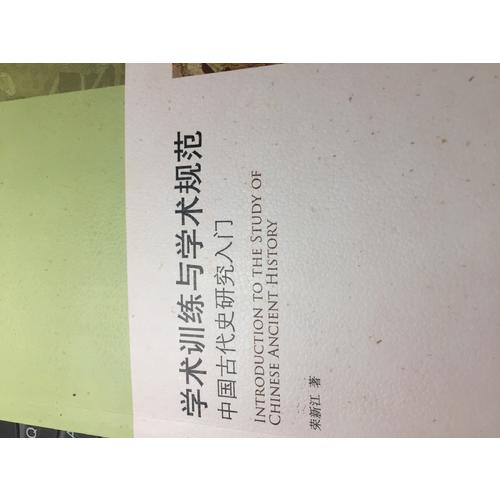 学术训练与学术规范
中国古代史研究入门
INTRODUCTION TO THE STUDY OF
CHINESE ANCIENT HISTORY
荣新江 著
Q
A